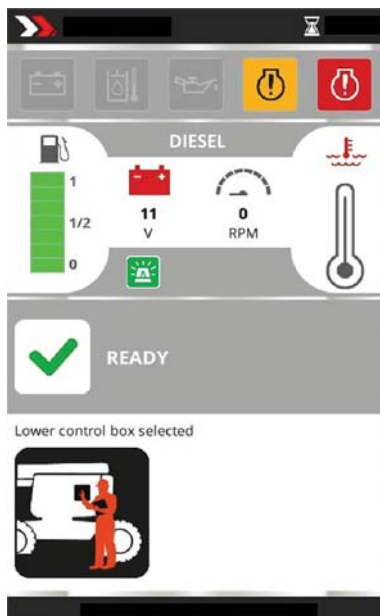 DIESEL
1
1/2
0
11
V
0
RPM
READY
Lower control box selected